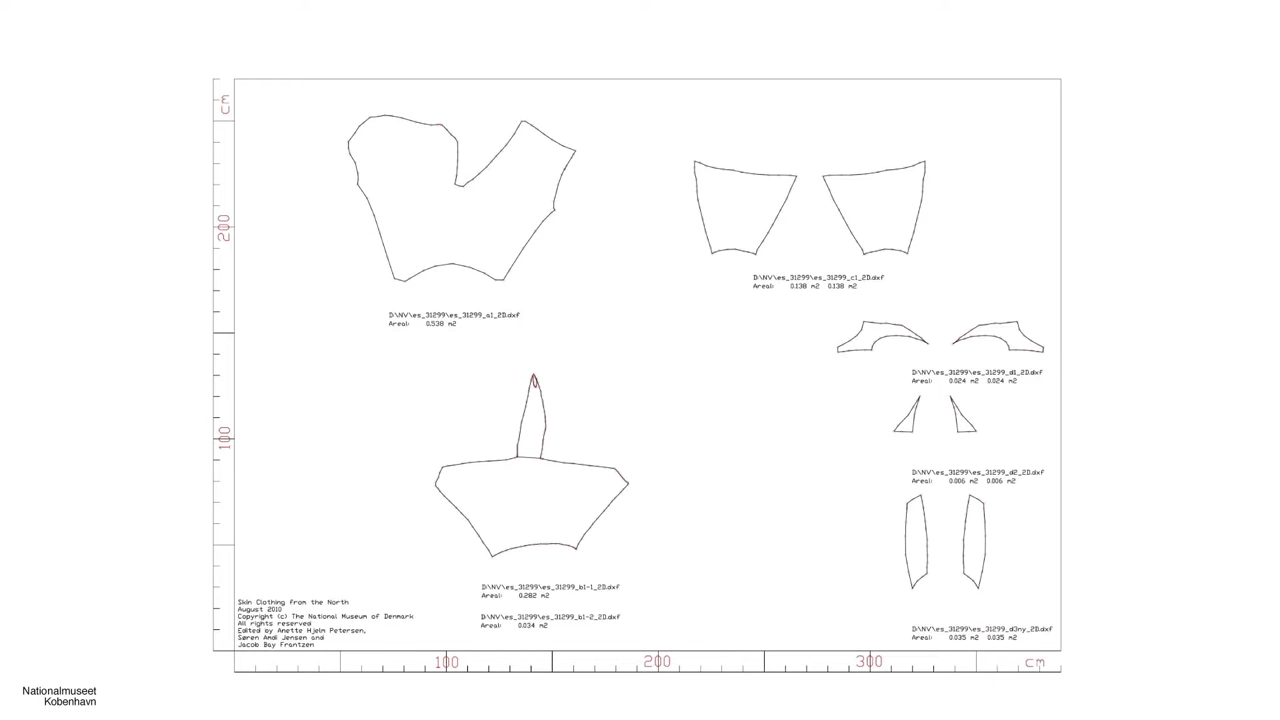 cm
200
D:\NV\es_31299\es_31299_c1_2D.dxf
Areal: 0.138 m2 0.138 m2
D:\NV\es_31299\es_31299_a1_2D.dxf
Areal: 0.538 m2
D:\NV\es_31299\es_31299_d1_2D.dxf
Areal: 0.024 m2 0.024 m2
100
D:\NV\es_31299\es_31299_d2_2D.dxf
Areal: 0.006 m2 0.006 m2
D:\NV\es_31299\es_31299_b1-1_2D.dxf
Areal: 0.282 m2
D:\NV\es_31299\es_31299_b1-2_2D.dxf
Areal: 0.034 m2
D:\NV\es_31299\es_31299_d3ny_2D.dxf
Areal: 0.035 m2 0.035 m2
Skin Clothing from the North
August 2010
Copyright (c) The National Museum of Denmark
All rights reserved
Edited by Anette Hjelm Petersen,
Søren Amdi Jensen and
Jacob Bay Frantzen
100 200 300 cm
Nationalmuseet
Kobenhavn